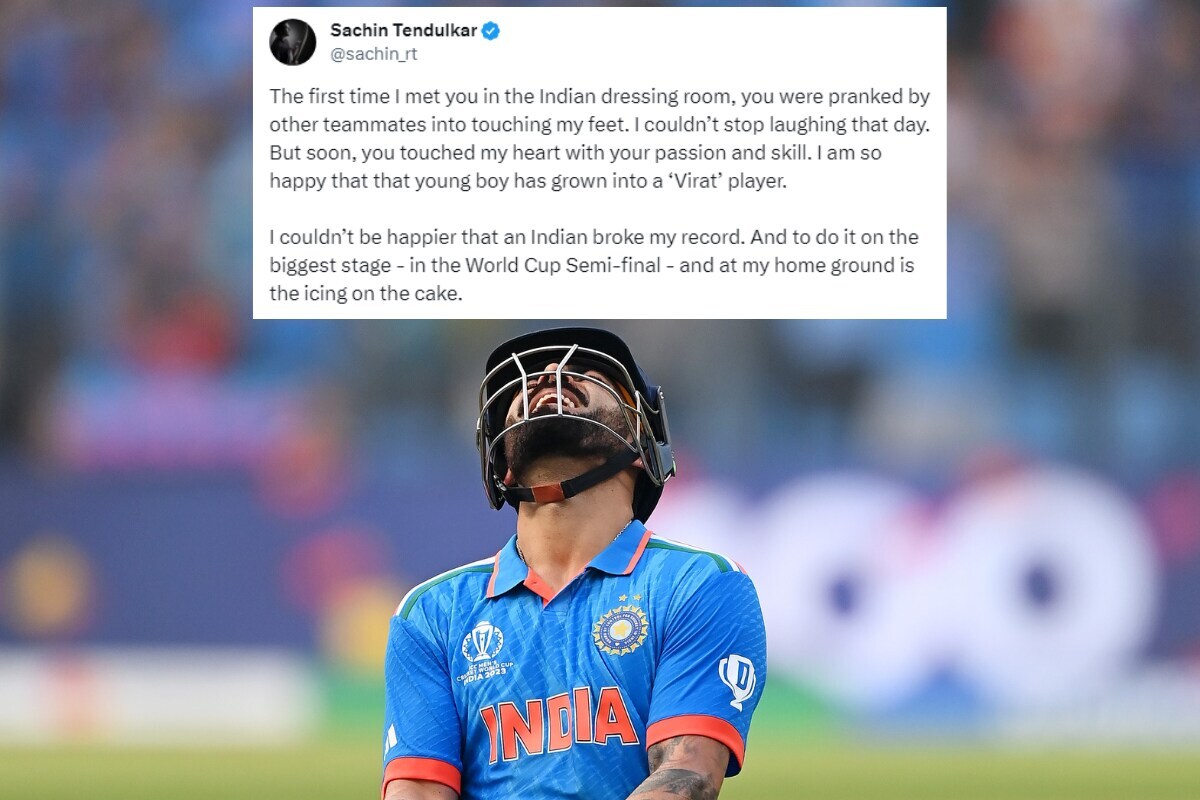 Sachin Tendulkar
@sachin_rt
The first time I met you in the Indian dressing room, you were pranked by
other teammates into touching my feet. I couldn’t stop laughing that day.
But soon, you touched my heart with your passion and skill. I am so
happy that that young boy has grown into a ‘Virat’ player.
I couldn’t be happier that an Indian broke my record. And to do it on the
biggest stage - in the World Cup Semi-final - and at my home ground is
the icing on the cake.
ICC MEN'S
CRICKET WORLD CUP
INDIA 2023
INDIA